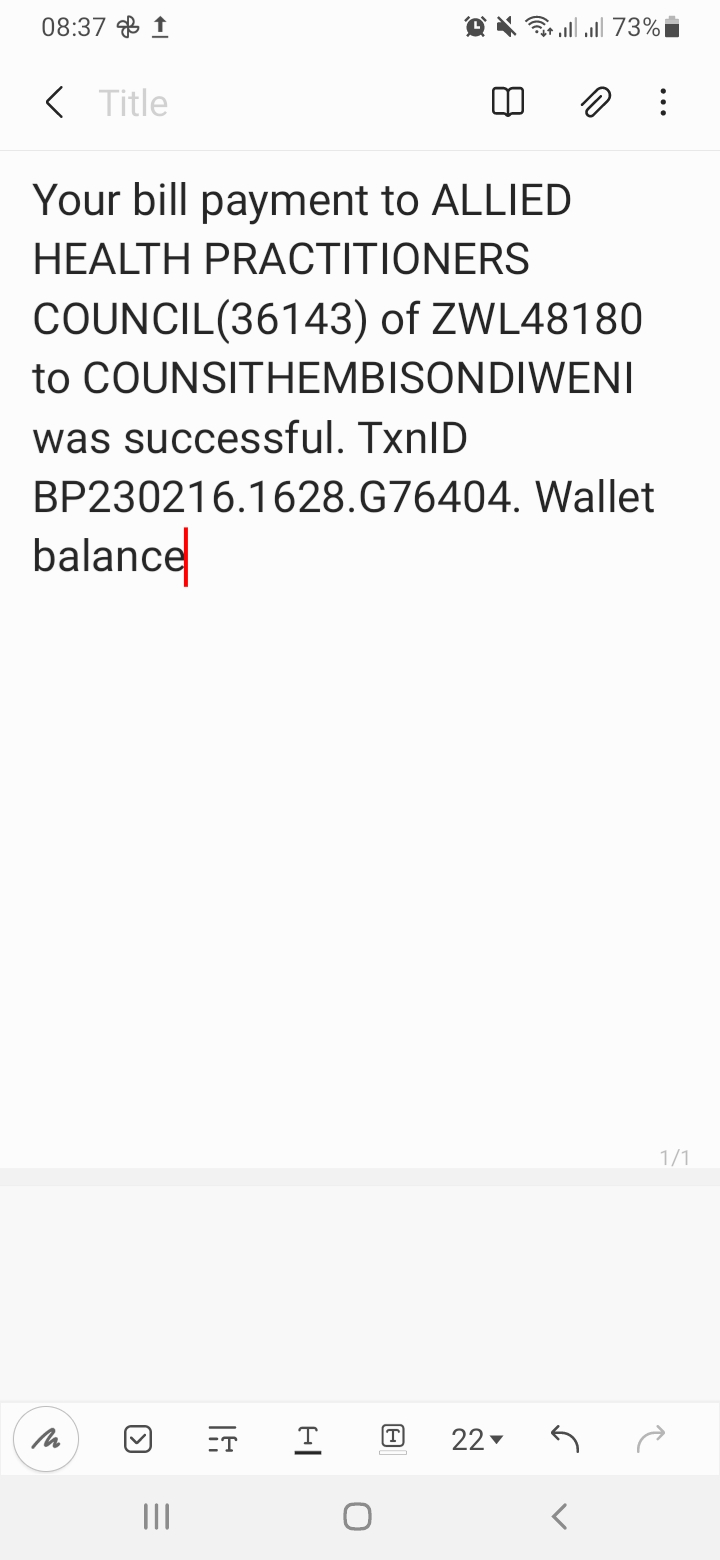 08:37 73%
Title
Your bill payment to ALLIED
HEALTH PRACTITIONERS
COUNCIL(36143) of ZWL48180
to COUNSITHEMBISONDIWENI
was successful. TxnID
BP230216.1628.G76404. Wallet
balance
1/1
22